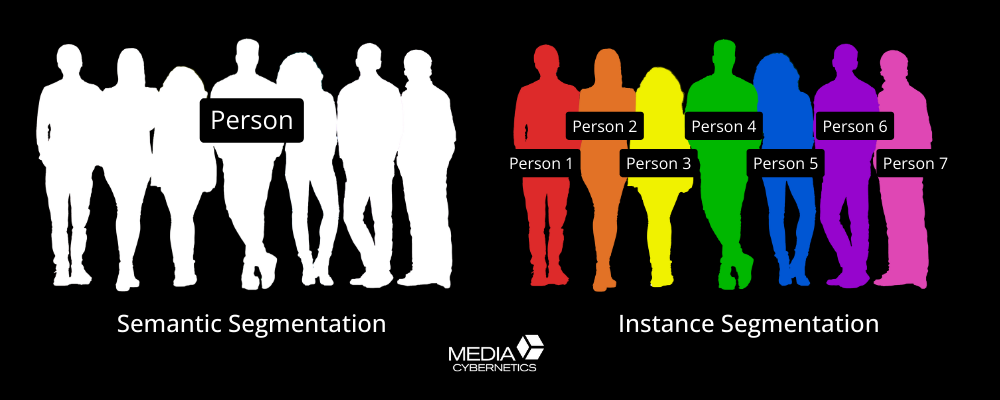 Person
Semantic Segmentation
Person 1
Person 2
Person 3
Person 4
Person 5
Person 6
Person 7
Instance Segmentation
MEDIA
CYBERNETICS